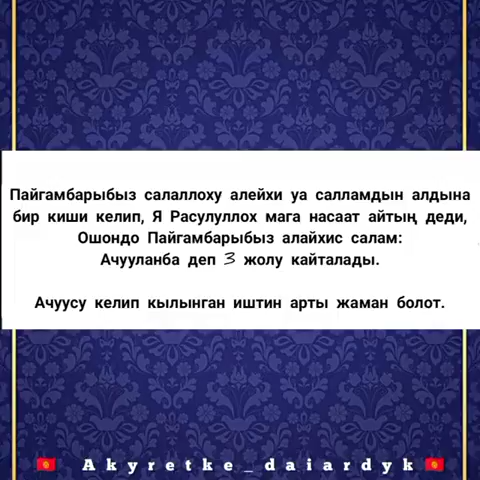 Пайгамбарыбыз салаллоху алейхи уа салламдын алдына
бир киши келип, Я Расулуллох мага насаат айтың деди,
Ошондо Пайгамбарыбыз алайхис салам:
Ачууланба деп 3 жолу кайталады.
Ачуусу келип кылынган иштин арты жаман болот.
🇰🇬 Akyretke_daiardyk 🇰🇬